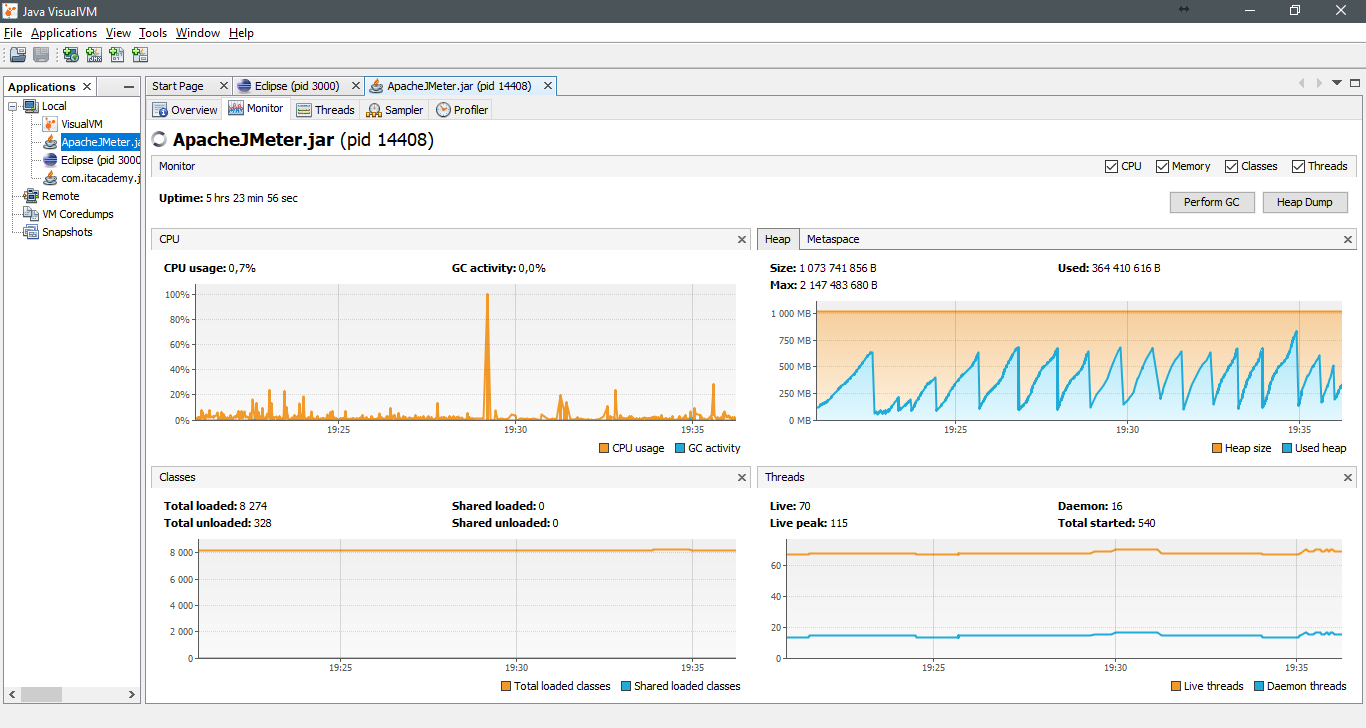 Java VisualVM
File Applications View Tools Window Help
Applications
Local
VisualVM
ApacheJMeter.ja
Eclipse (pid 3000
com.itacademy.j
Remote
VM Coredumps
Snapshots
Start Page Eclipse (pid 3000) ApacheJMeter.jar (pid 14408)
Overview Monitor Threads Sampler Profiler
ApacheJMeter.jar (pid 14408)
Monitor CPU Memory Classes Threads
Uptime: 5 hrs 23 min 56 sec
Perform GC Heap Dump
CPU
CPU usage: 0,7% GC activity: 0,0%
100%
80%
60%
40%
20%
0%
19:25 19:30 19:35
CPU usage GC activity
Heap Metaspace
Size: 1 073 741 856 B Used: 364 410 616 B
Max: 2 147 483 680 B
1 000 MB
750 MB
500 MB
250 MB
0 MB
19:25 19:30 19:35
Heap size Used heap
Classes
Total loaded: 8 274 Shared loaded: 0
Total unloaded: 328 Shared unloaded: 0
8 000
6 000
4 000
2 000
0
19:25 19:30 19:35
Total loaded classes Shared loaded classes
Threads
Live: 70 Daemon: 16
Live peak: 115 Total started: 540
60
40
20
0
19:25 19:30 19:35
Live threads Daemon threads